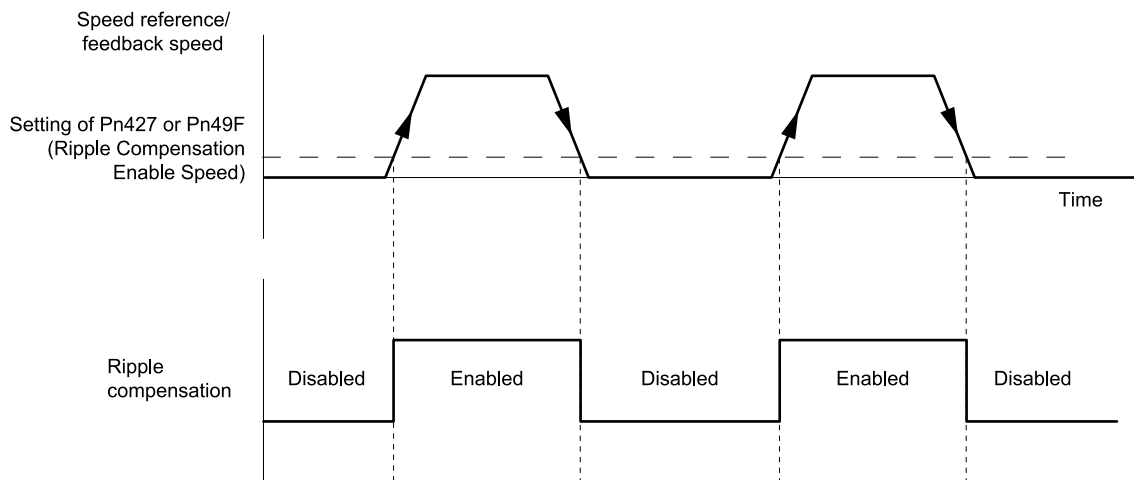 Speed reference/
feedback speed
Setting of Pn427 or Pn49F
(Ripple Compensation
Enable Speed)
Time
Ripple
compensation
Disabled
Enabled
Disabled
Enabled
Disabled